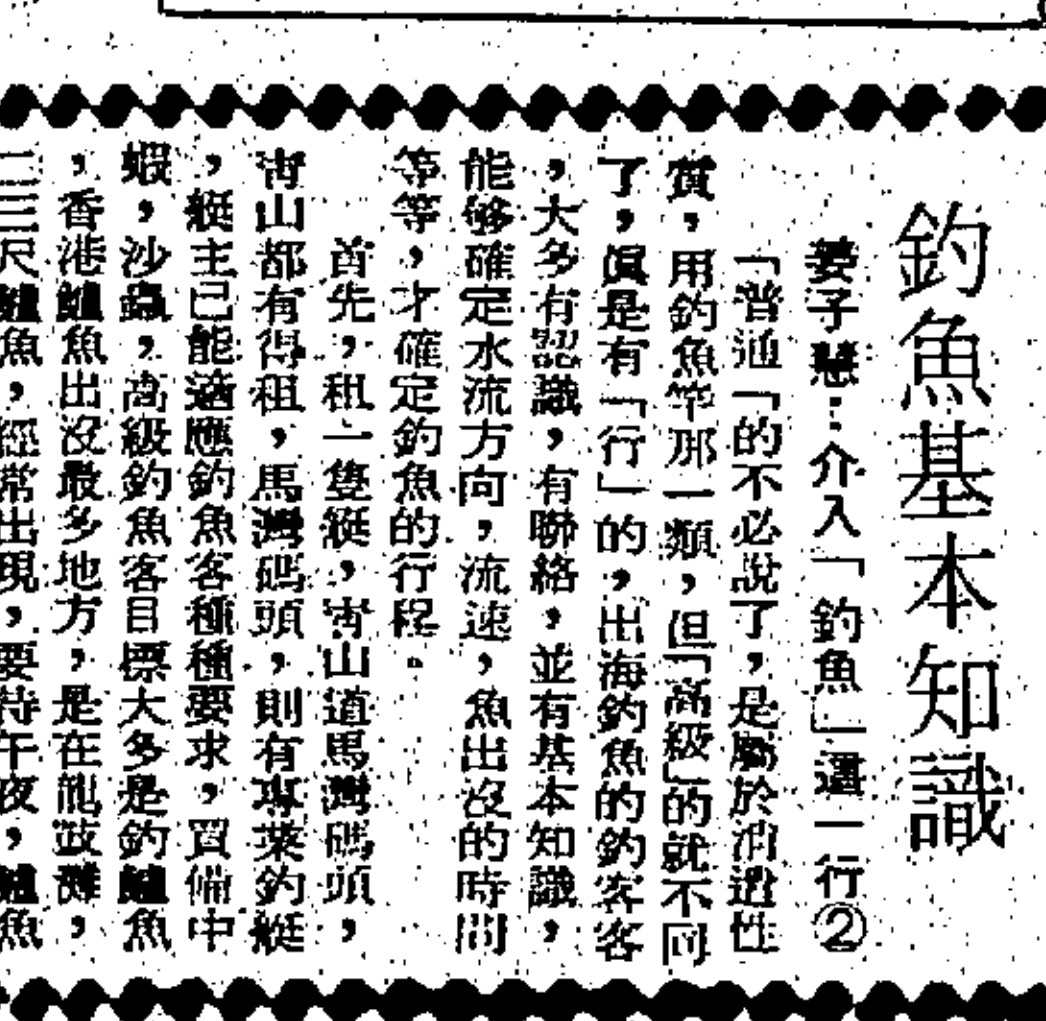 釣魚基本知識
姜子慧：介入「釣魚」這一行②
「普通「的不必說了，是屬於消遣性
質，用釣魚竿那一類，但「高級」的就不同
了，眞是有「行」的，出海釣魚的釣客客
，大多有認識，有聯絡，並有基本知識，
能够確定水流方向，流速，魚出沒的時間
等等，才確定釣魚的行程。
首先，租一隻艇，靑山道馬灣碼頭，
靑山都有得租，馬灣碼頭，則有專業釣艇
，艇主已能適應釣魚客種種要求，買備中
蝦，沙蟲，高級釣魚客目標大多是釣鱸魚
，香港鱸魚出沒最多地方，是在龍鼓灘，
二三尺鱸魚，經常出現，要待午夜，鱸魚